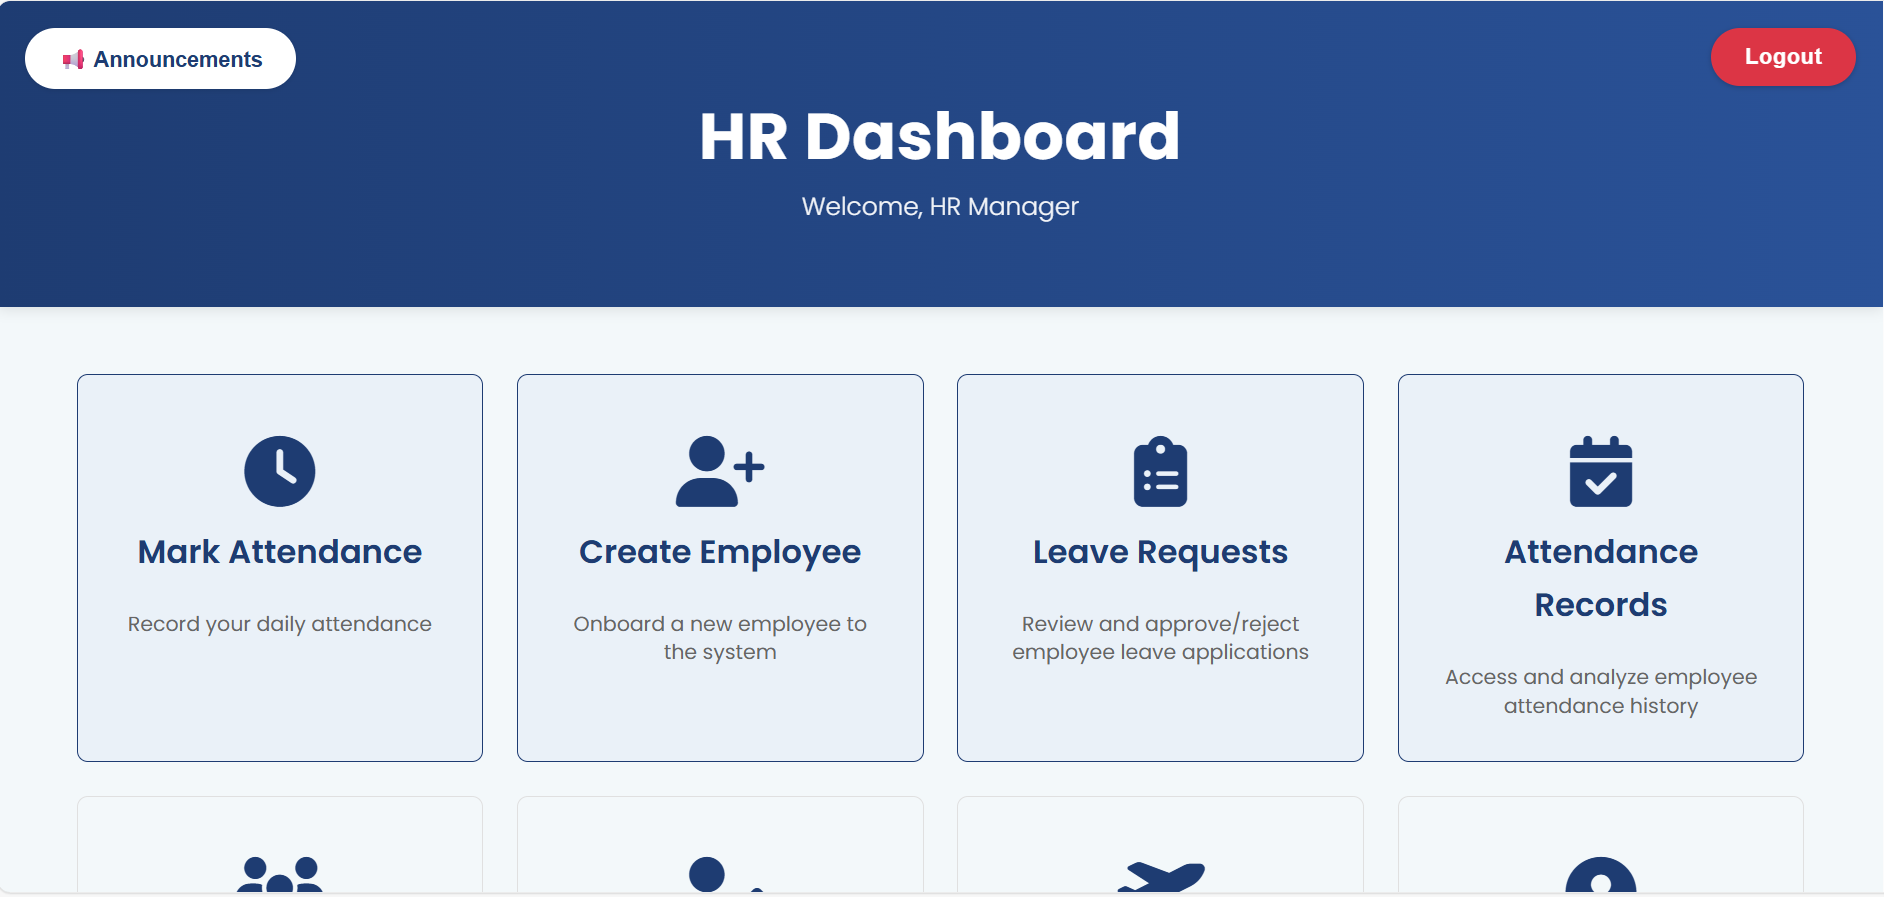 📢 Announcements
Logout
HR Dashboard
Welcome, HR Manager
Mark Attendance
Record your daily attendance
Create Employee
Onboard a new employee to
the system
Leave Requests
Review and approve/reject
employee leave applications
Attendance
Records
Access and analyze employee
attendance history